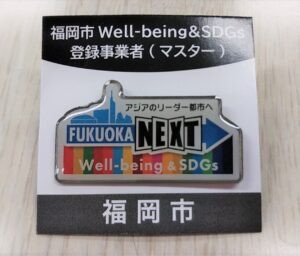 福岡市 Well-being&SDGs
登録事業者(マスター)
アジアのリーダー都市へ
FUKUOKA NEXT
Well-being&SDGs
福岡市